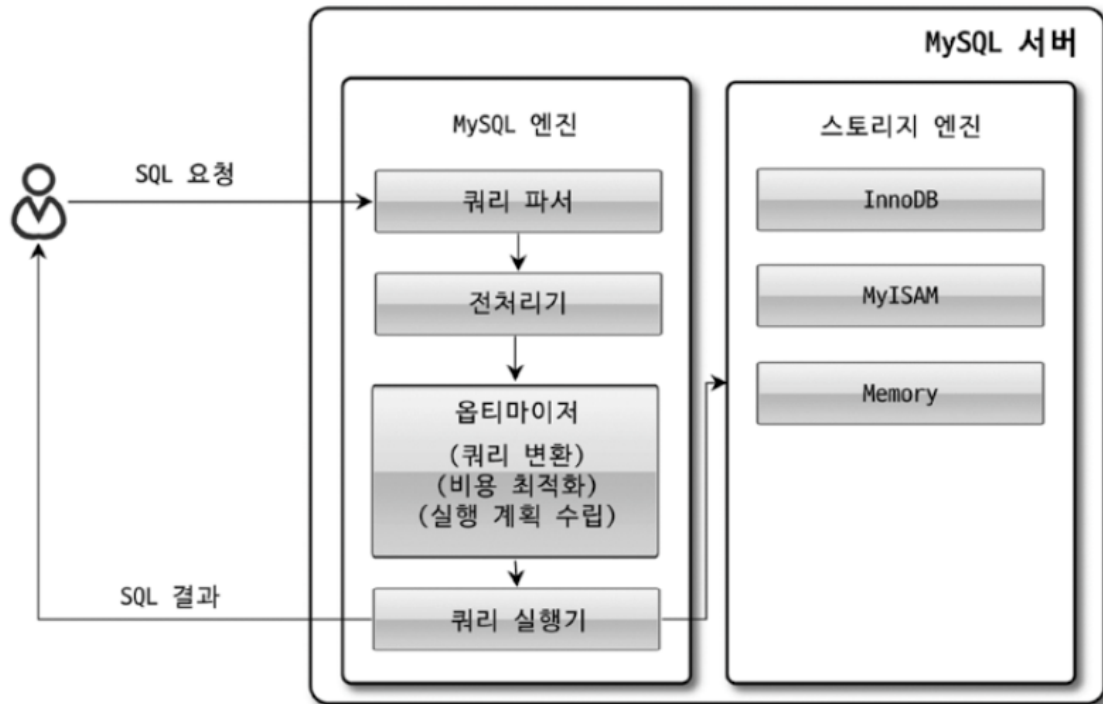 MySQL 서버
MySQL 엔진
스토리지 엔진
SQL 요청
쿼리 파서
InnoDB
전처리기
MyISAM
옵티마이저
(쿼리 변환)
(비용 최적화)
(실행 계획 수립)
Memory
SQL 결과
쿼리 실행기